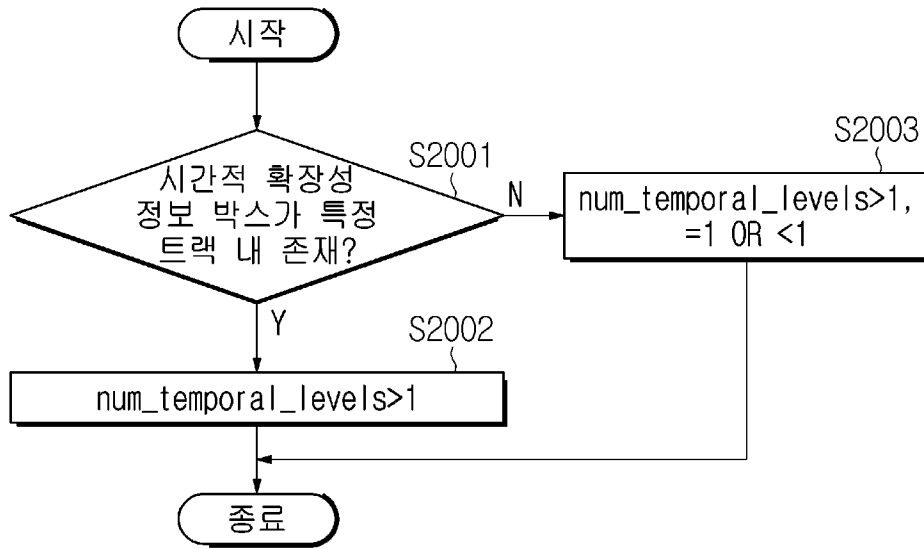 시작
S2001
시간적 확장성
정보 박스가 특정
트랙 내 존재?
N
S2003
num_temporal_levels>1,
=1 OR <1
Y
S2002
num_temporal_levels>1
종료